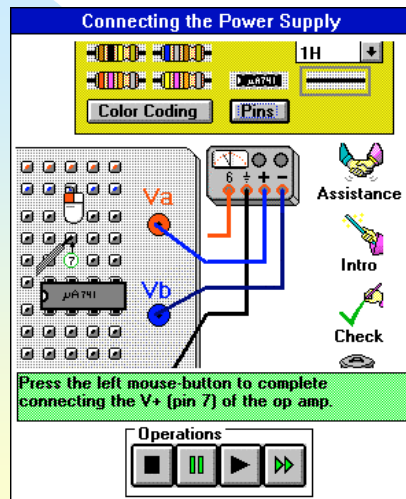 Connecting the Power Supply
1H
μA741
Color Coding
Pins
6 + −
Va
Assistance
Intro
7
μA741
Vb
Check
Press the left mouse-button to complete
connecting the V+ (pin 7) of the op amp.
Operations